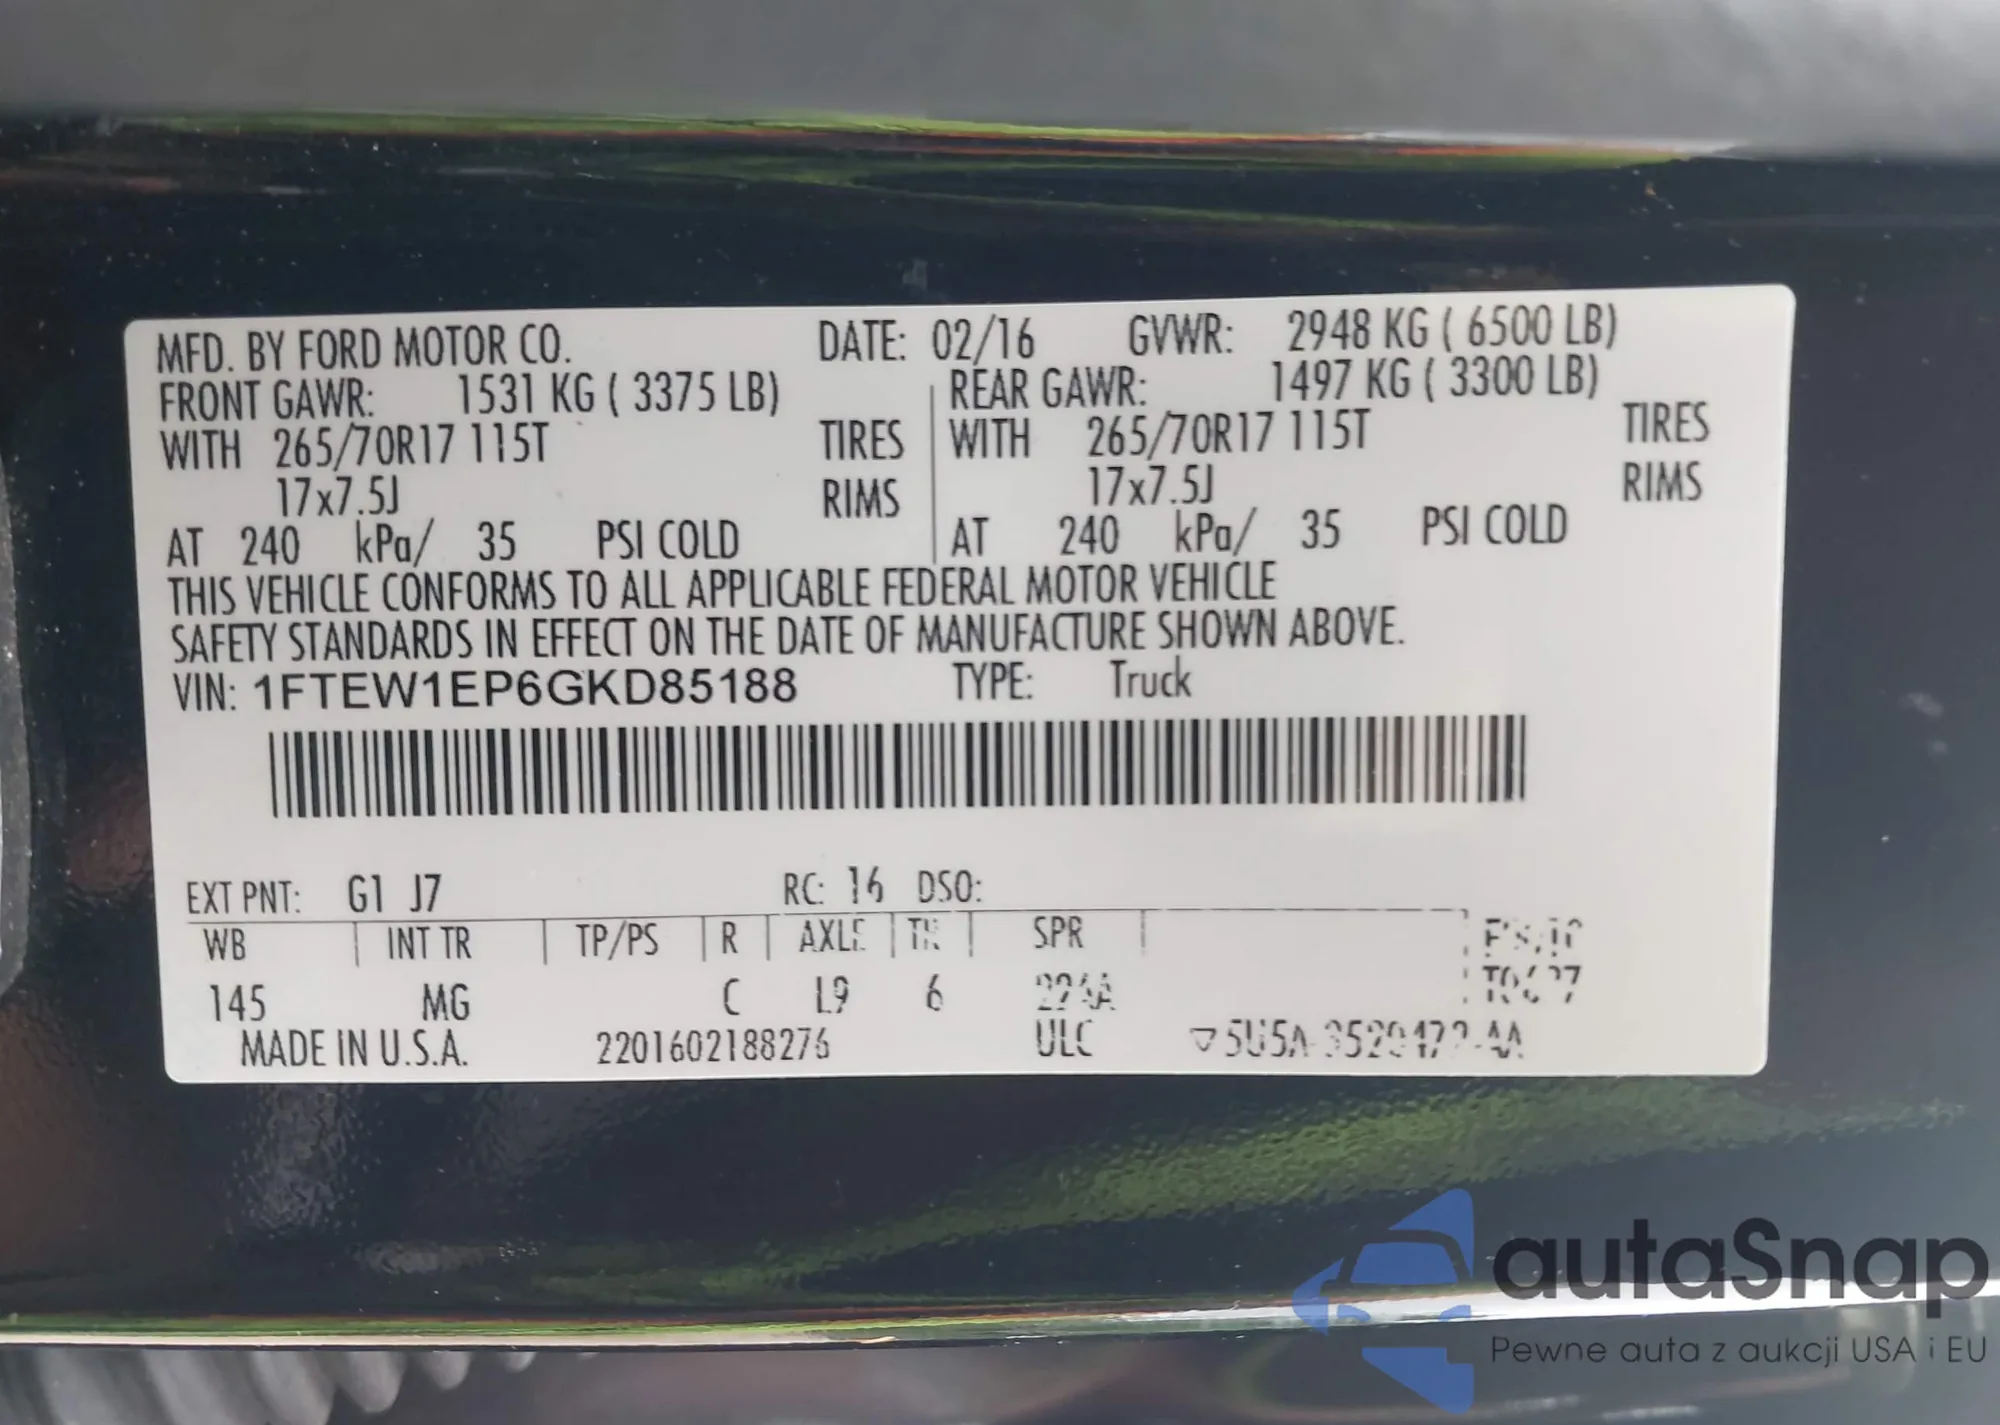 MFD. BY FORD MOTOR CO. DATE: 02/16 GVWR: 2948 KG ( 6500 LB)
FRONT GAWR: 1531 KG ( 3375 LB) REAR GAWR: 1497 KG ( 3300 LB)
WITH 265/70R17 115T TIRES WITH 265/70R17 115T TIRES
17x7.5J RIMS 17x7.5J RIMS
AT 240 kPa/ 35 PSI COLD AT 240 kPa/ 35 PSI COLD
THIS VEHICLE CONFORMS TO ALL APPLICABLE FEDERAL MOTOR VEHICLE
SAFETY STANDARDS IN EFFECT ON THE DATE OF MANUFACTURE SHOWN ABOVE.
VIN: 1FTEW1EP6GKD85188 TYPE: Truck
EXT PNT: G1 J7 RC: 16 DSO:
WB INT TR TP/PS R AXLE TR SPR
145 MG C L9 6
MADE IN U.S.A. 2201602188276 ULC
autaSnap
Pewne auta z aukcji USA i EU